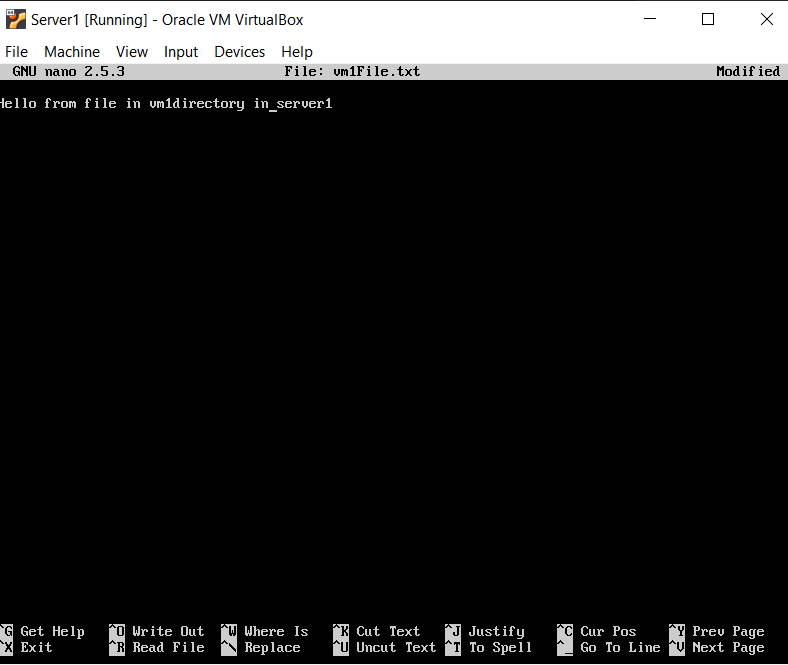 Server1 [Running] - Oracle VM VirtualBox
File Machine View Input Devices Help
GNU nano 2.5.3 File: vm1File.txt Modified
Hello from file in vm1directory in_server1
^G Get Help ^O Write Out ^W Where Is ^K Cut Text ^J Justify ^C Cur Pos ^Y Prev Page
^X Exit ^R Read File ^\ Replace ^U Uncut Text ^T To Spell ^_ Go To Line ^V Next Page